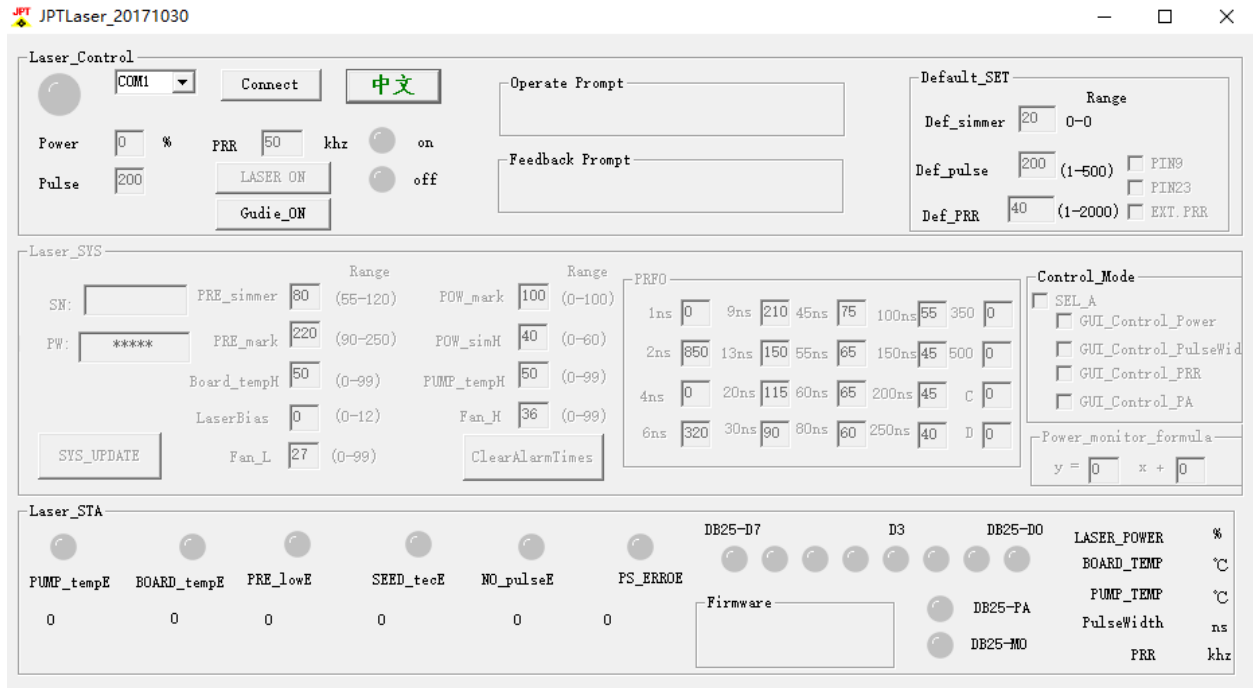 JPT JPTLaser_20171030
Laser_Control
COM1 Connect 中文
Operate Prompt
Default_SET
Range
Def_simmer 20 0-0
Power 0 % PRR 50 khz on
Feedback Prompt
Def_pulse 200 (1-500) PIN9
Pulse 200 LASER ON off
PIN23
Gudie_ON
Def_PRR 40 (1-2000) EXT.PRR
Laser_SYS
Range Range
PRFO
Control_Mode
SN: PRE_simmer 80 (55-120) POW_mark 100 (0-100)
1ns 0 9ns 210 45ns 75 100ns 55 350 0
SEL_A
GUI_Control_Power
PW: ***** PRE_mark 220 (90-250) POW_simH 40 (0-60)
2ns 850 13ns 150 55ns 65 150ns 45 500 0
GUI_Control_PulseWid
Board_tempH 50 (0-99) PUMP_tempH 50 (0-99)
GUI_Control_PRR
4ns 0 20ns 115 60ns 65 200ns 45 C 0
GUI_Control_PA
LaserBias 0 (0-12) Fan_H 36 (0-99)
6ns 320 30ns 90 80ns 60 250ns 40 D 0
Power_monitor_formula
SYS_UPDATE Fan_L 27 (0-99) ClearAlarmTimes
y = 0 x + 0
Laser_STA
DB25-D7 D3 DB25-D0
LASER_POWER %
BOARD_TEMP ℃
PUMP_tempE BOARD_tempE PRE_lowE SEED_tecE NO_pulseE PS_ERROE
PUMP_TEMP ℃
Firmware
DB25-PA
0 0 0 0 0 0
PulseWidth ns
DB25-MO
PRR khz